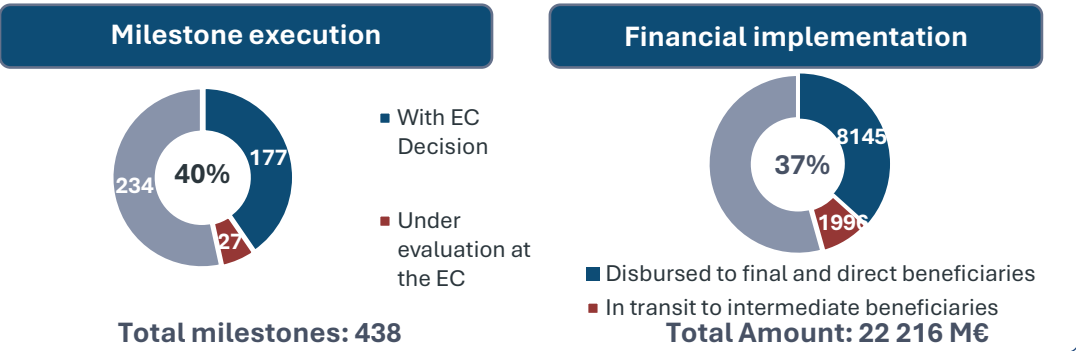 Milestone execution
177
234
40%
27
With EC
Decision
Under
evaluation at
the EC
Total milestones: 438
Financial implementation
8145
37%
1996
Disbursed to final and direct beneficiaries
In transit to intermediate beneficiaries
Total Amount: 22 216 M€